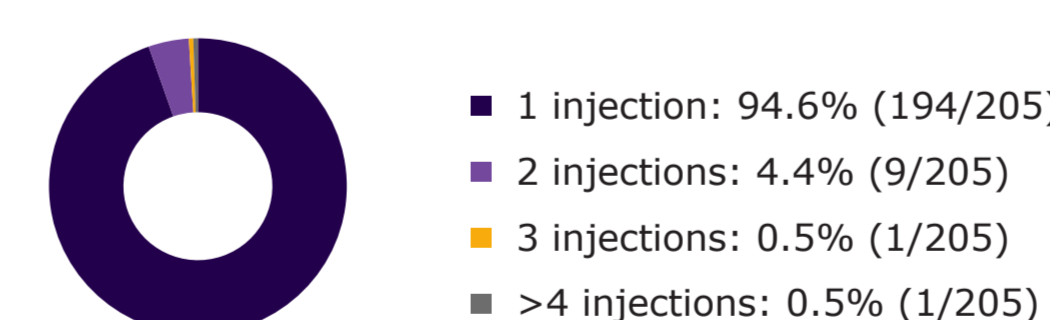 1 injection: 94.6% (194/205)
2 injections: 4.4% (9/205)
3 injections: 0.5% (1/205)
>4 injections: 0.5% (1/205)